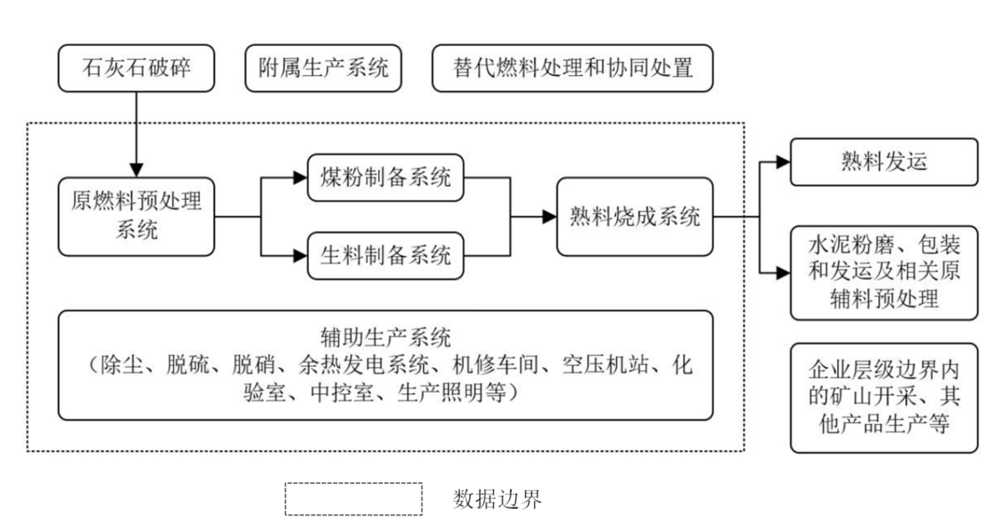 石灰石破碎
附属生产系统
替代燃料处理和协同处置
原燃料预处理
系统
煤粉制备系统
生料制备系统
熟料烧成系统
熟料发运
水泥粉磨、包装
和发运及相关原
辅料预处理
辅助生产系统
（除尘、脱硫、脱硝、余热发电系统、机修车间、空压机站、化
验室、中控室、生产照明等）
企业层级边界内
的矿山开采、其
他产品生产等
数据边界